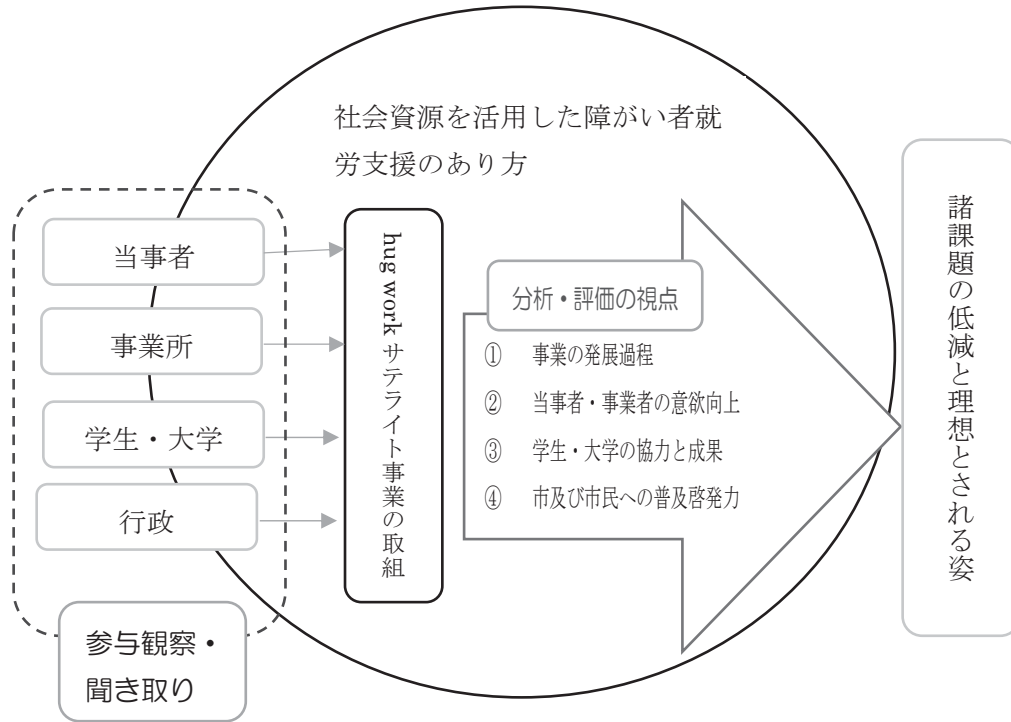 社会資源を活用した障がい者就
労支援のあり方
当事者
事業所
学生・大学
行政
参与観察・
聞き取り
hug work サテライト事業の取組
分析・評価の視点
① 事業の発展過程
② 当事者・事業者の意欲向上
③ 学生・大学の協力と成果
④ 市及び市民への普及啓発力
諸課題の低減と理想とされる姿